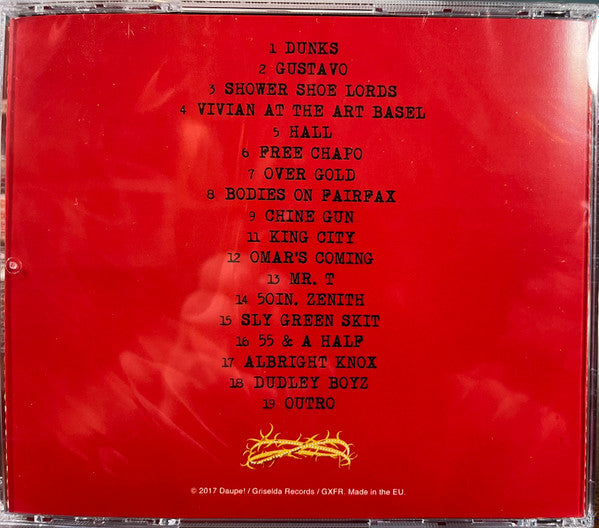 1 DUNKS
2 GUSTAVO
3 SHOWER SHOE LORDS
4 VIVIAN AT THE ART BASEL
5 HALL
6 FREE CHAPO
7 OVER GOLD
8 BODIES ON FAIRFAX
9 CHINE GUN
11 KING CITY
12 OMAR'S COMING
13 MR. T
14 50IN. ZENITH
15 SLY GREEN SKIT
16 55 & A HALF
17 ALBRIGHT KNOX
18 DUDLEY BOYZ
19 OUTRO
© 2017 Daupe! / Griselda Records / GXFR. Made in the EU.